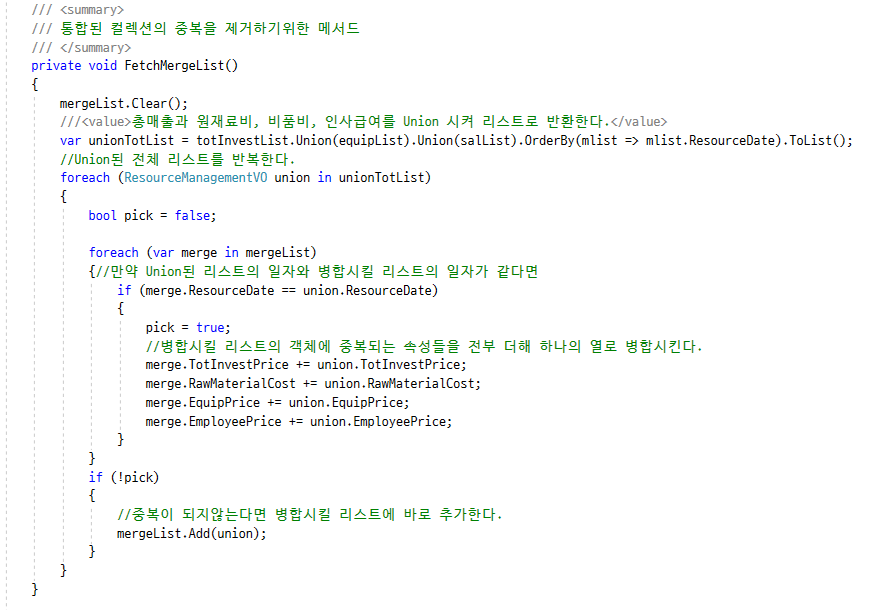 /// <summary>
/// 통합된 컬렉션의 중복을 제거하기위한 메서드
/// </summary>
private void FetchMergeList()
{
mergeList.Clear();
///<value>총매출과 원재료비, 비품비, 인사급여를 Union 시켜 리스트로 반환한다.</value>
var unionTotList = totInvestList.Union(equipList).Union(salList).OrderBy(mlist => mlist.ResourceDate).ToList();
//Union된 전체 리스트를 반복한다.
foreach (ResourceManagementVO union in unionTotList)
{
bool pick = false;
foreach (var merge in mergeList)
{//만약 Union된 리스트의 일자와 병합시킬 리스트의 일자가 같다면
if (merge.ResourceDate == union.ResourceDate)
{
pick = true;
//병합시킬 리스트의 객체에 중복되는 속성들을 전부 더해 하나의 열로 병합시킨다.
merge.TotInvestPrice += union.TotInvestPrice;
merge.RawMaterialCost += union.RawMaterialCost;
merge.EquipPrice += union.EquipPrice;
merge.EmployeePrice += union.EmployeePrice;
}
}
if (!pick)
{
//중복이 되지않는다면 병합시킬 리스트에 바로 추가한다.
mergeList.Add(union);
}
}
}